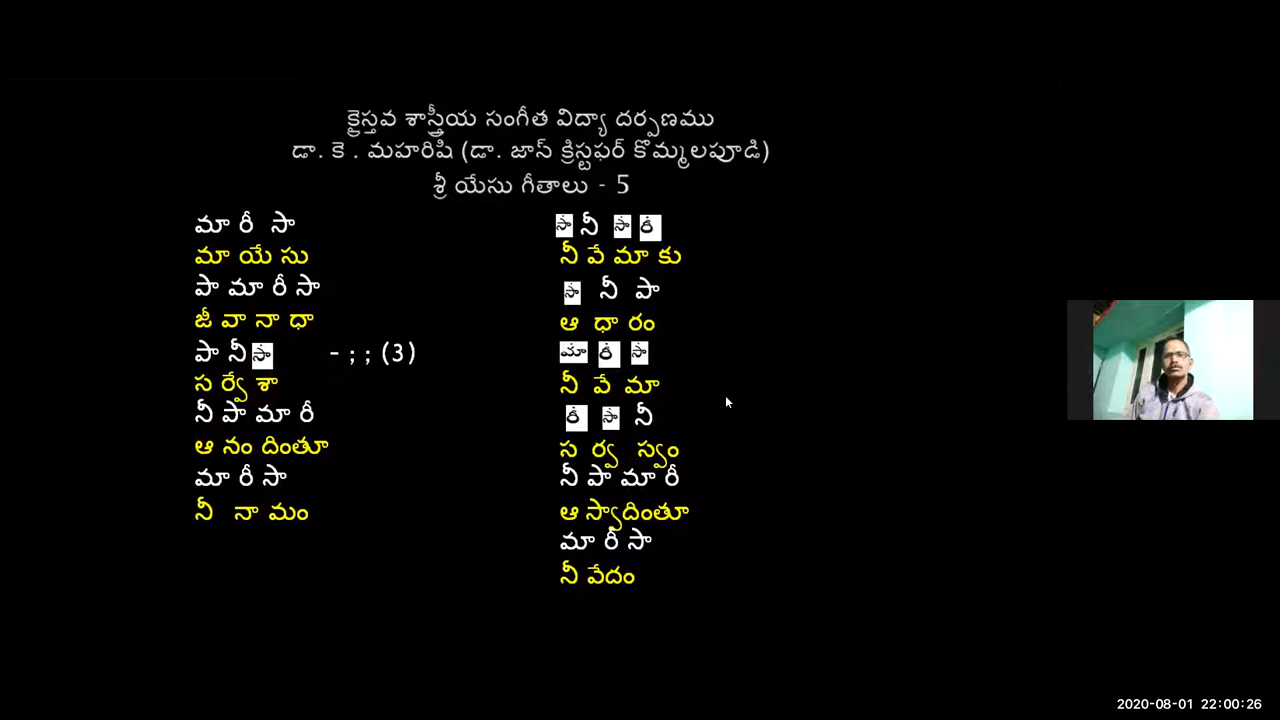 క్రైస్తవ శాస్త్రీయ సంగీత విద్యా దర్పణము
డా. కె . మహరిషి (డా. జాస్ క్రిస్టఫర్ కొమ్మలపూడి)
శ్రీ యేసు గీతాలు - 5
మా రీ సా
మా యే సు
పా మా రీ సా
జీ వా నా ధా
పా నీ సా - ; ; (3)
స ర్వే శా
నీ పా మా రీ
ఆ నం దింతూ
మా రీ సా
నీ నా మం
సా నీ సా రీ
నీ వే మా కు
సా నీ పా
ఆ ధా రం
మా రీ సా
నీ వే మా
రీ సా నీ
స ర్వ స్వం
నీ పా మా రీ
ఆ స్వాదింతూ
మా రీ సా
నీ వేదం
2020-08-01 22:00:26